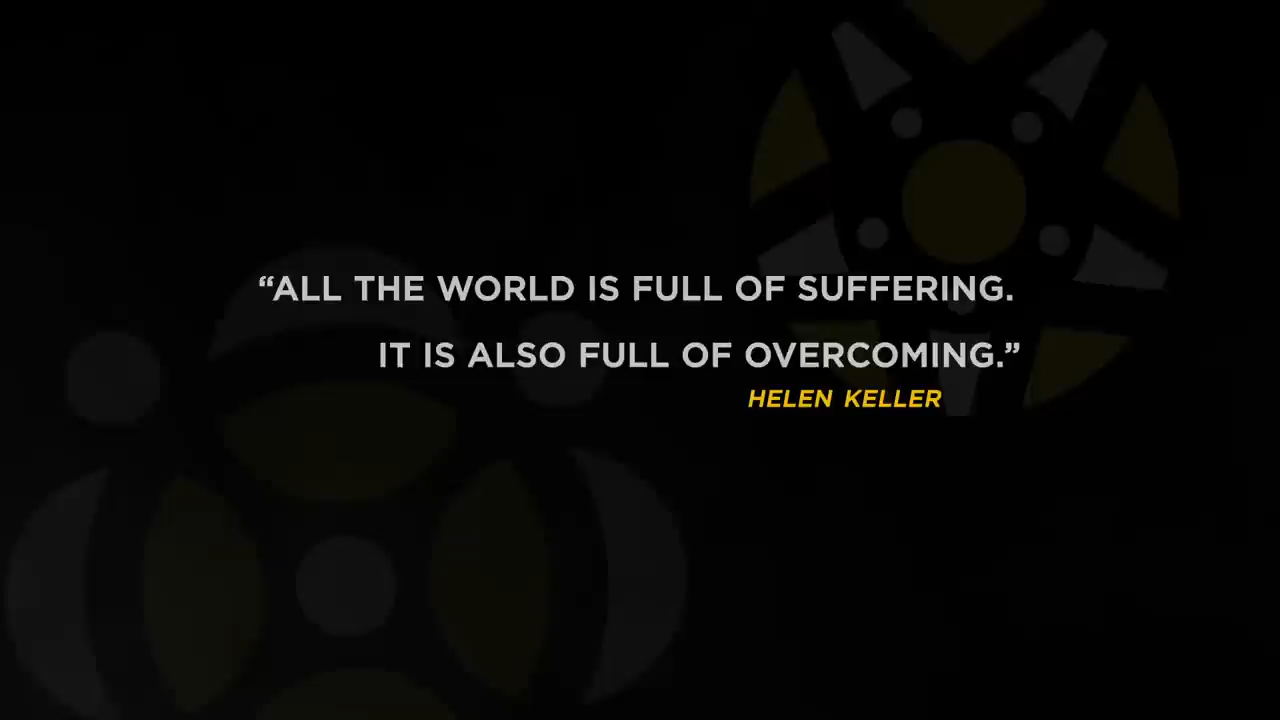 “ALL THE WORLD IS FULL OF SUFFERING.
IT IS ALSO FULL OF OVERCOMING.”
HELEN KELLER